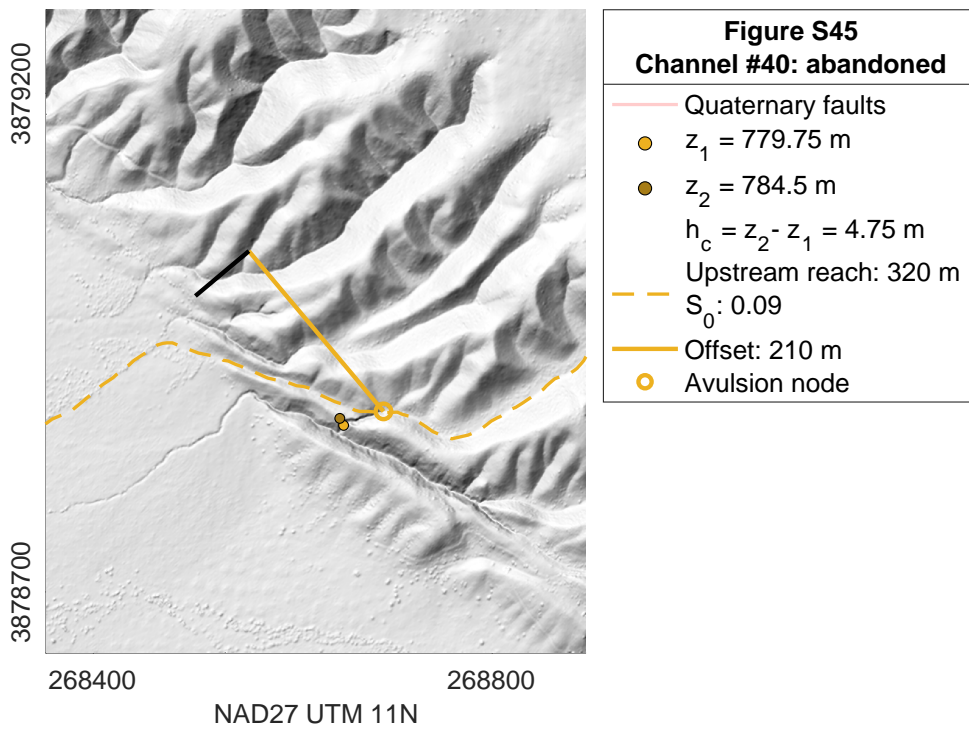 3879200
3878700
268400
268800
NAD27 UTM 11N
Figure S45
Channel #40: abandoned
Quaternary faults
z1 = 779.75 m
z2 = 784.5 m
hc = z2- z1 = 4.75 m
Upstream reach: 320 m
S0: 0.09
Offset: 210 m
Avulsion node